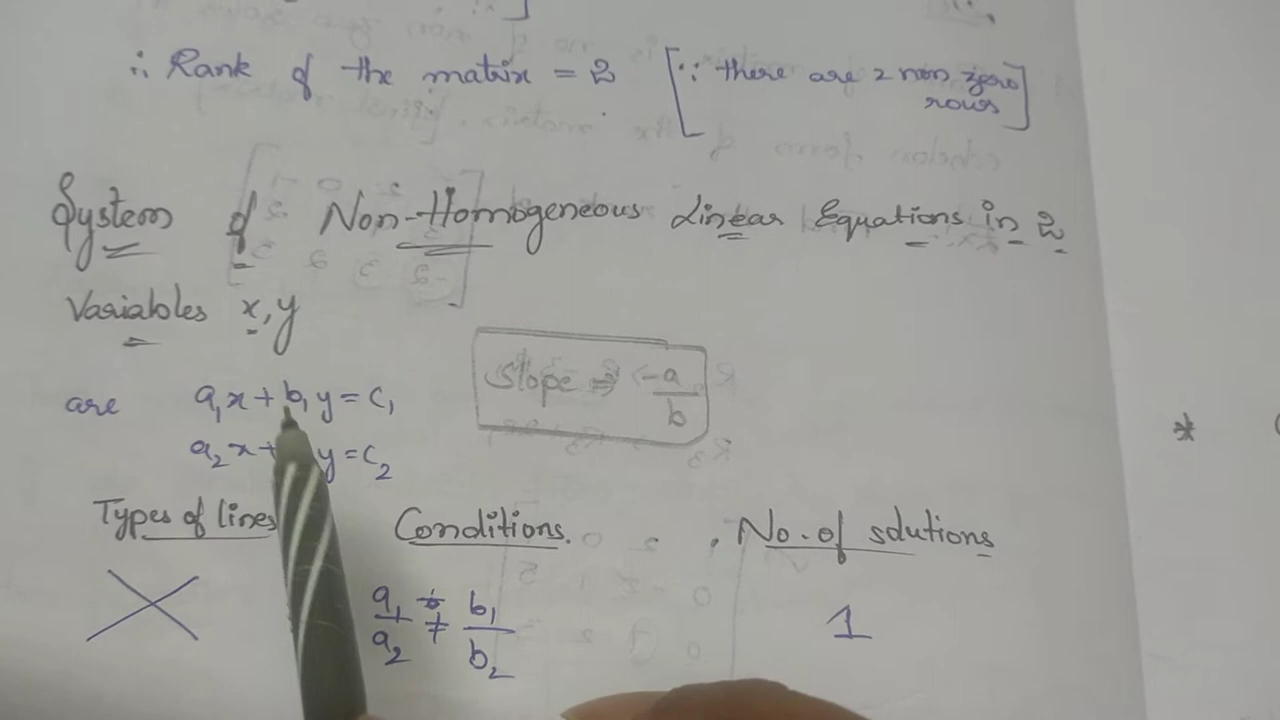 ∴ Rank of the matrix = 2 [∵ there are 2 non zero
rows]
System of Non-Homogeneous Linear Equations in 2
Variables x, y
are a₁x + b₁y = c₁
Slope ⇒ -a/b
a₂x + y = c₂
Types of lines Conditions. No. of solutions
a₁/a₂ ≠ b₁/b₂ 1
*